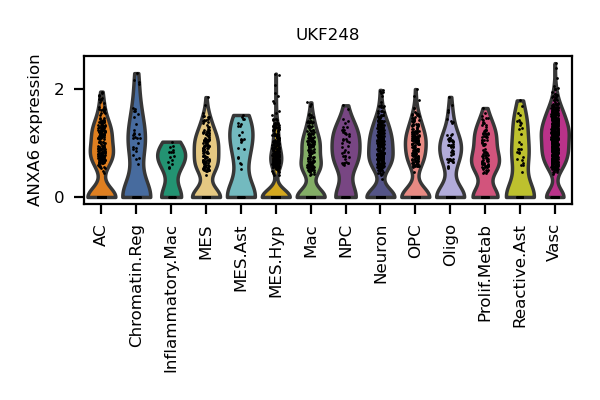 UKF248
ANXA6 expression
2
0
AC
Chromatin.Reg
Inflammatory.Mac
MES
MES.Ast
MES.Hyp
Mac
NPC
Neuron
OPC
Oligo
Prolif.Metab
Reactive.Ast
Vasc